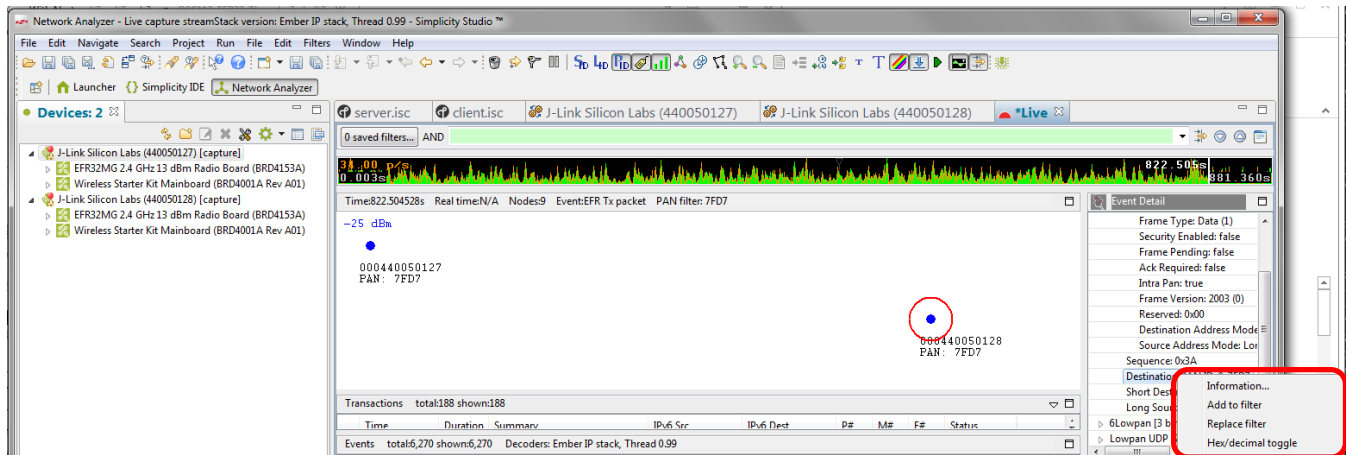 Network Analyzer - Live capture streamStack version: Ember IP stack, Thread 0.99 - Simplicity Studio ™
File Edit Navigate Search Project Run File Edit Filters Window Help
Launcher {} Simplicity IDE Network Analyzer
Devices: 2
J-Link Silicon Labs (440050127) [capture]
EFR32MG 2.4 GHz 13 dBm Radio Board (BRD4153A)
Wireless Starter Kit Mainboard (BRD4001A Rev A01)
J-Link Silicon Labs (440050128) [capture]
EFR32MG 2.4 GHz 13 dBm Radio Board (BRD4153A)
Wireless Starter Kit Mainboard (BRD4001A Rev A01)
server.isc client.isc J-Link Silicon Labs (440050127) J-Link Silicon Labs (440050128) *Live
0 saved filters... AND
34.00 p/s 822.505s
0.003s 881.360s
Time:822.504528s Real time:N/A Nodes:9 Event:EFR Tx packet PAN filter: 7FD7
-25 dBm
000440050127
PAN: 7FD7
000440050128
PAN: 7FD7
Transactions total:188 shown:188
Time Duration Summary IPv6 Src IPv6 Dest P# M# F# Status
Events total:6,270 shown:6,270 Decoders: Ember IP stack, Thread 0.99
Event Detail
Frame Type: Data (1)
Security Enabled: false
Frame Pending: false
Ack Required: false
Intra Pan: true
Frame Version: 2003 (0)
Reserved: 0x00
Destination Address Mode
Source Address Mode: Lon
Sequence: 0x3A
Destinatio
Short Dest
Long Sour
6Lowpan [3 b
Lowpan UDP
Information...
Add to filter
Replace filter
Hex/decimal toggle